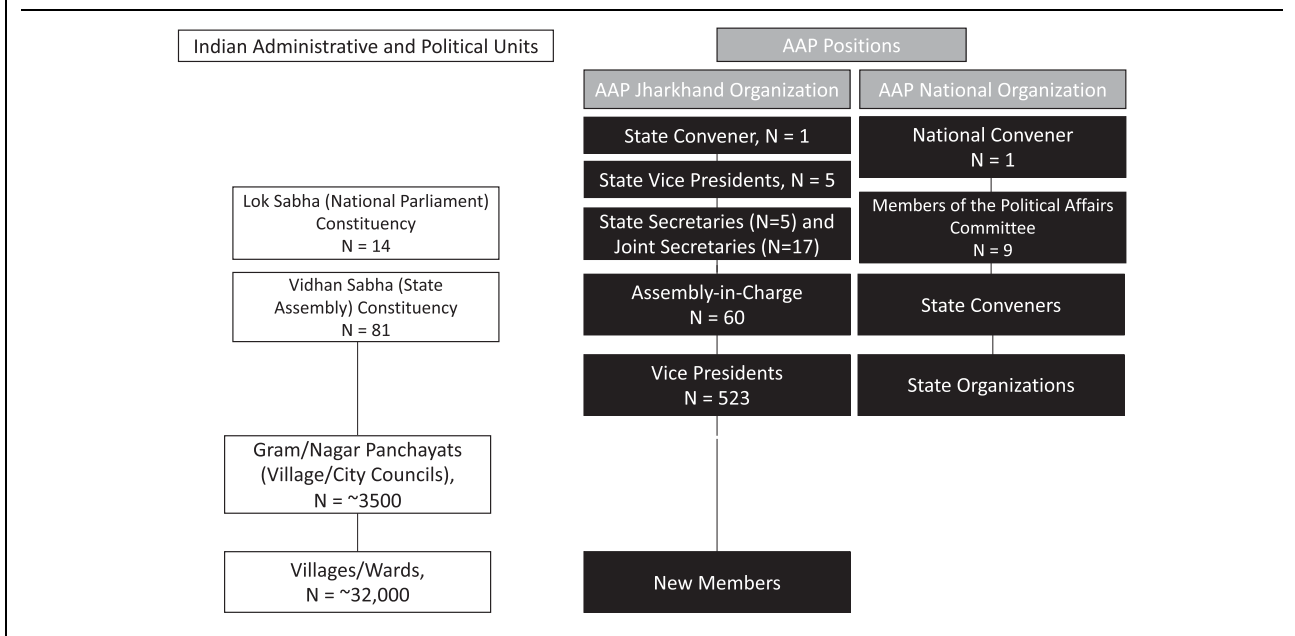 Indian Administrative and Political Units
AAP Positions
AAP Jharkhand Organization
AAP National Organization
Lok Sabha (National Parliament)
Constituency
N = 14
Vidhan Sabha (State
Assembly) Constituency
N = 81
Gram/Nagar Panchayats
(Village/City Councils),
N = ~3500
Villages/Wards,
N = ~32,000
State Convener, N = 1
State Vice Presidents, N = 5
State Secretaries (N=5) and
Joint Secretaries (N=17)
Assembly-in-Charge
N = 60
Vice Presidents
N = 523
New Members
National Convener
N = 1
Members of the Political Affairs
Committee
N = 9
State Conveners
State Organizations